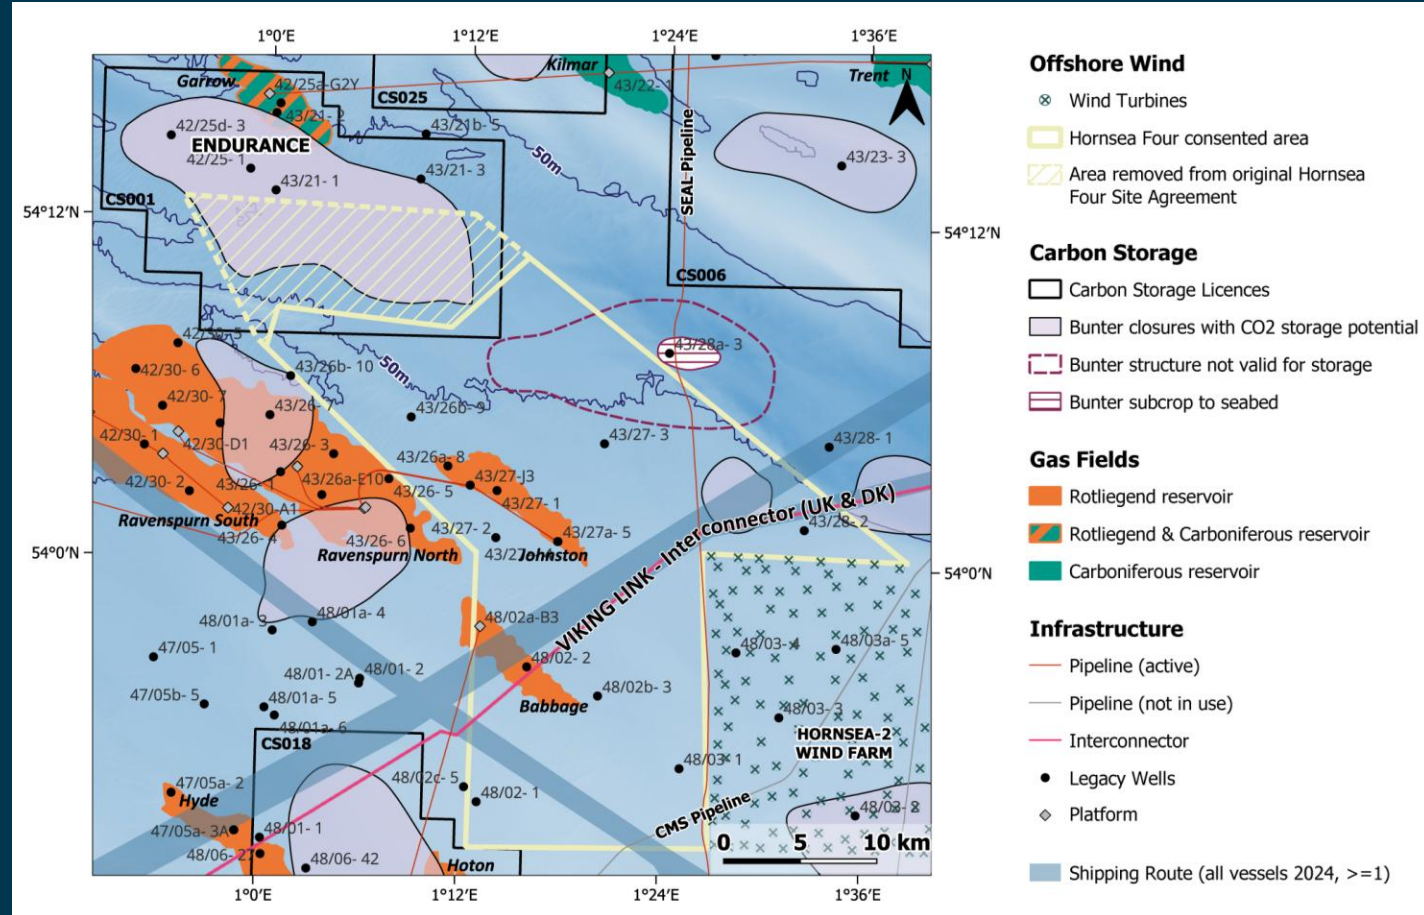 1°0′E
1°12′E
1°24′E
1°36′E
Garrow
42/25a-G2Y
43/21- 2
CS025
Kilmar
43/22- 1
Trent
N
42/25d- 3
ENDURANCE
42/25- 1
43/21- 1
43/21b- 5
43/21- 3
50m
SEAL Pipeline
43/23- 3
CS001
54°12′N
54°12′N
CS006
42/30- 5
42/30- 6
43/26b- 10
50m
43/28a- 3
42/30- 7
43/26- 7
43/26b- 9
42/30- 1
42/30-D1
43/26- 3
43/26a- 8
43/27- 3
43/28- 1
42/30- 2
43/26- 1
43/26a-E10
43/26- 5
43/27-J3
43/27- 1
Ravenspurn South
42/30-A1
43/26- 4
43/26- 6
Ravenspurn North
43/27- 2
43/27a- 5
Johnston
43/28- 2
VIKING LINK - Interconnector (UK & DK)
54°0′N
54°0′N
48/01a- 3
48/01a- 4
48/02a-B3
47/05- 1
48/01- 2A
48/01- 2
48/02- 2
48/03- 4
48/03a- 5
47/05b- 5
48/01a- 5
48/01a- 6
48/02b- 3
Babbage
48/03- 3
CS018
HORNSEA-2
WIND FARM
47/05a- 2
Hyde
48/02c- 5
48/02- 1
48/03- 1
CMS Pipeline
47/05a- 3A
48/01- 1
48/06- 42
Hoton
0
5
10 km
1°0′E
1°12′E
1°24′E
1°36′E
Offshore Wind
Wind Turbines
Hornsea Four consented area
Area removed from original Hornsea
Four Site Agreement
Carbon Storage
Carbon Storage Licences
Bunter closures with CO2 storage potential
Bunter structure not valid for storage
Bunter subcrop to seabed
Gas Fields
Rotliegend reservoir
Rotliegend & Carboniferous reservoir
Carboniferous reservoir
Infrastructure
Pipeline (active)
Pipeline (not in use)
Interconnector
Legacy Wells
Platform
Shipping Route (all vessels 2024, >=1)